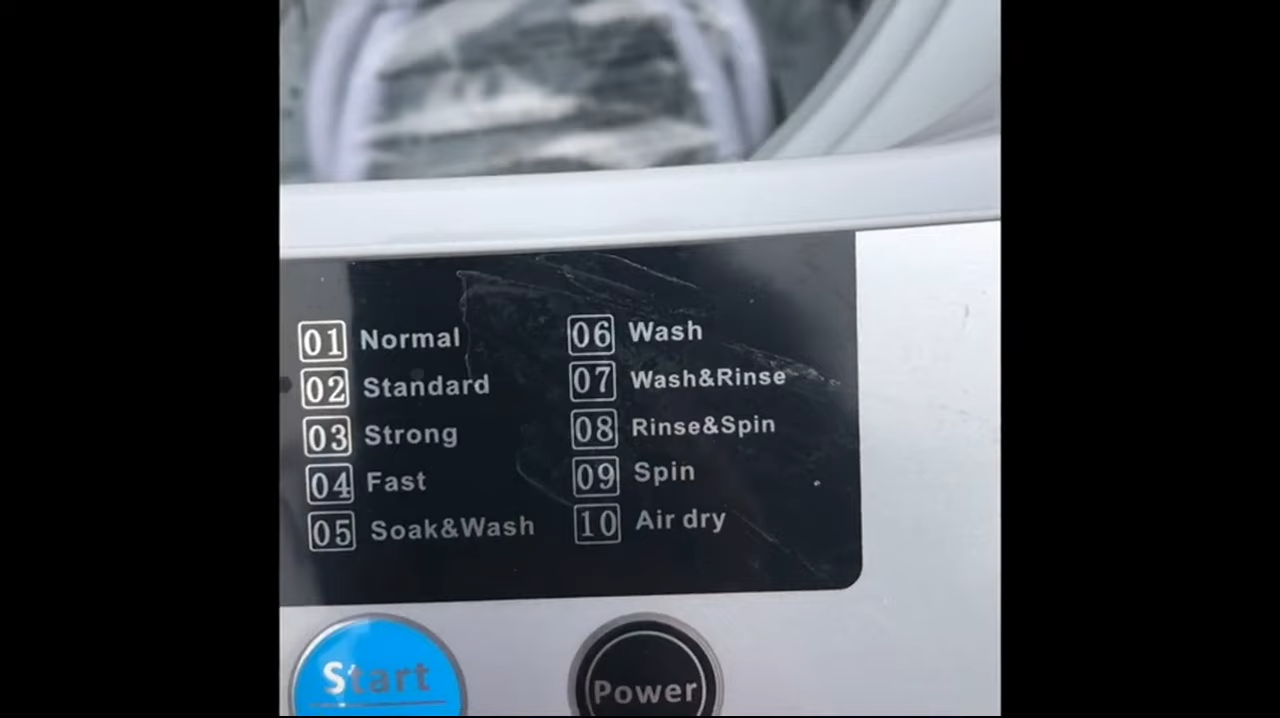 01 Normal
02 Standard
03 Strong
04 Fast
05 Soak&Wash
06 Wash
07 Wash&Rinse
08 Rinse&Spin
09 Spin
10 Air dry
Start
Power